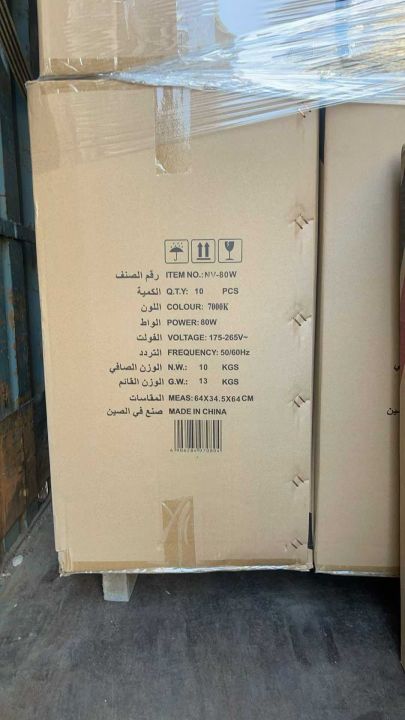 رقم الصنف ITEM NO.:NV-80W
الكمية Q.T.Y: 10 PCS
اللون COLOUR: 7000K
الواط POWER: 80W
الفولت VOLTAGE: 175-265V~
التردد FREQUENCY: 50/60Hz
الوزن الصافي N.W.: 10 KGS
الوزن القائم G.W.: 13 KGS
المقاسات MEAS: 64X34.5X64 CM
صنع في الصين MADE IN CHINA